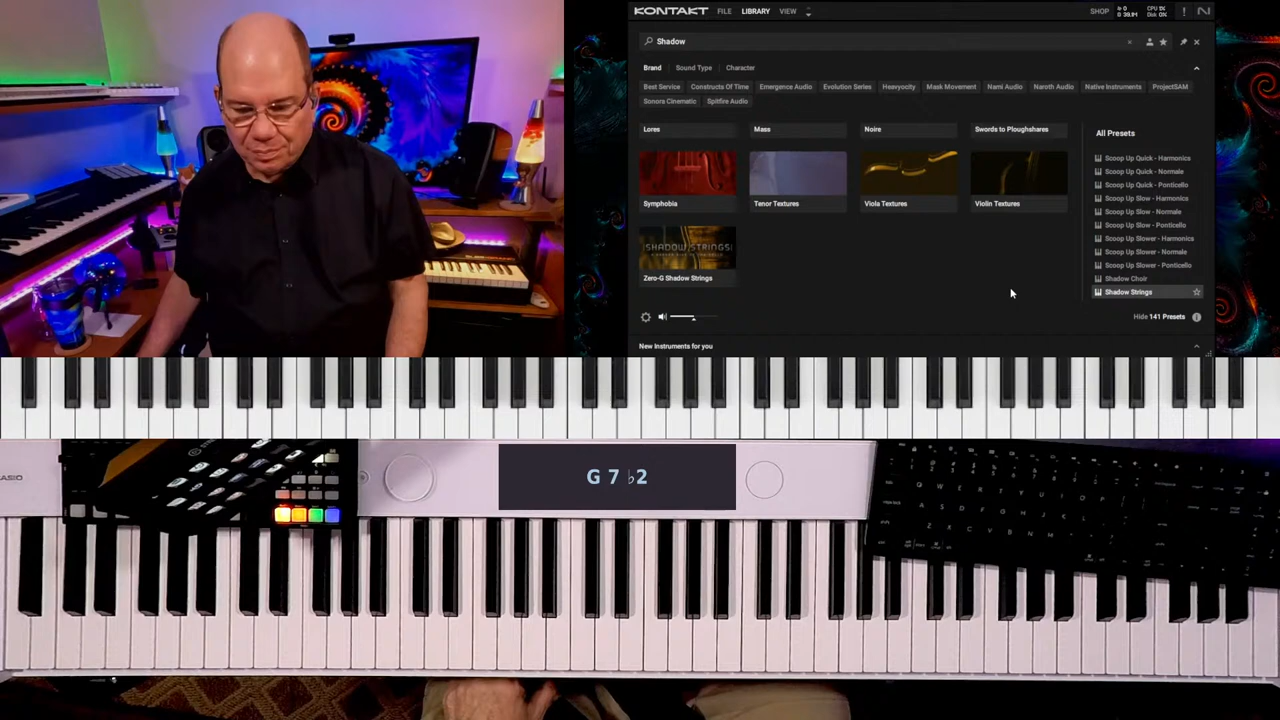 KONTAKT FILE LIBRARY VIEW SHOP
Shadow
Brand Sound Type Character
Best Service Constructs Of Time Emergence Audio Evolution Series Heavyocity Mask Movement Nami Audio Naroth Audio Native Instruments ProjectSAM
Sonora Cinematic Spitfire Audio
Lores Mass Noire Swords to Ploughshares
All Presets
Scoop Up Quick - Harmonics
Scoop Up Quick - Normale
Scoop Up Quick - Ponticello
Scoop Up Slow - Harmonics
Scoop Up Slow - Normale
Scoop Up Slow - Ponticello
Scoop Up Slower - Harmonics
Scoop Up Slower - Normale
Scoop Up Slower - Ponticello
Shadow Choir
Shadow Strings
Symphobia Tenor Textures Viola Textures Violin Textures
SHADOW STRINGS
Zero-G Shadow Strings
Hide 141 Presets
New Instruments for you
CASIO
G 7 ♭2
Q W E R T Y U I O P
A S D F G H J K L
Z X C V B N M